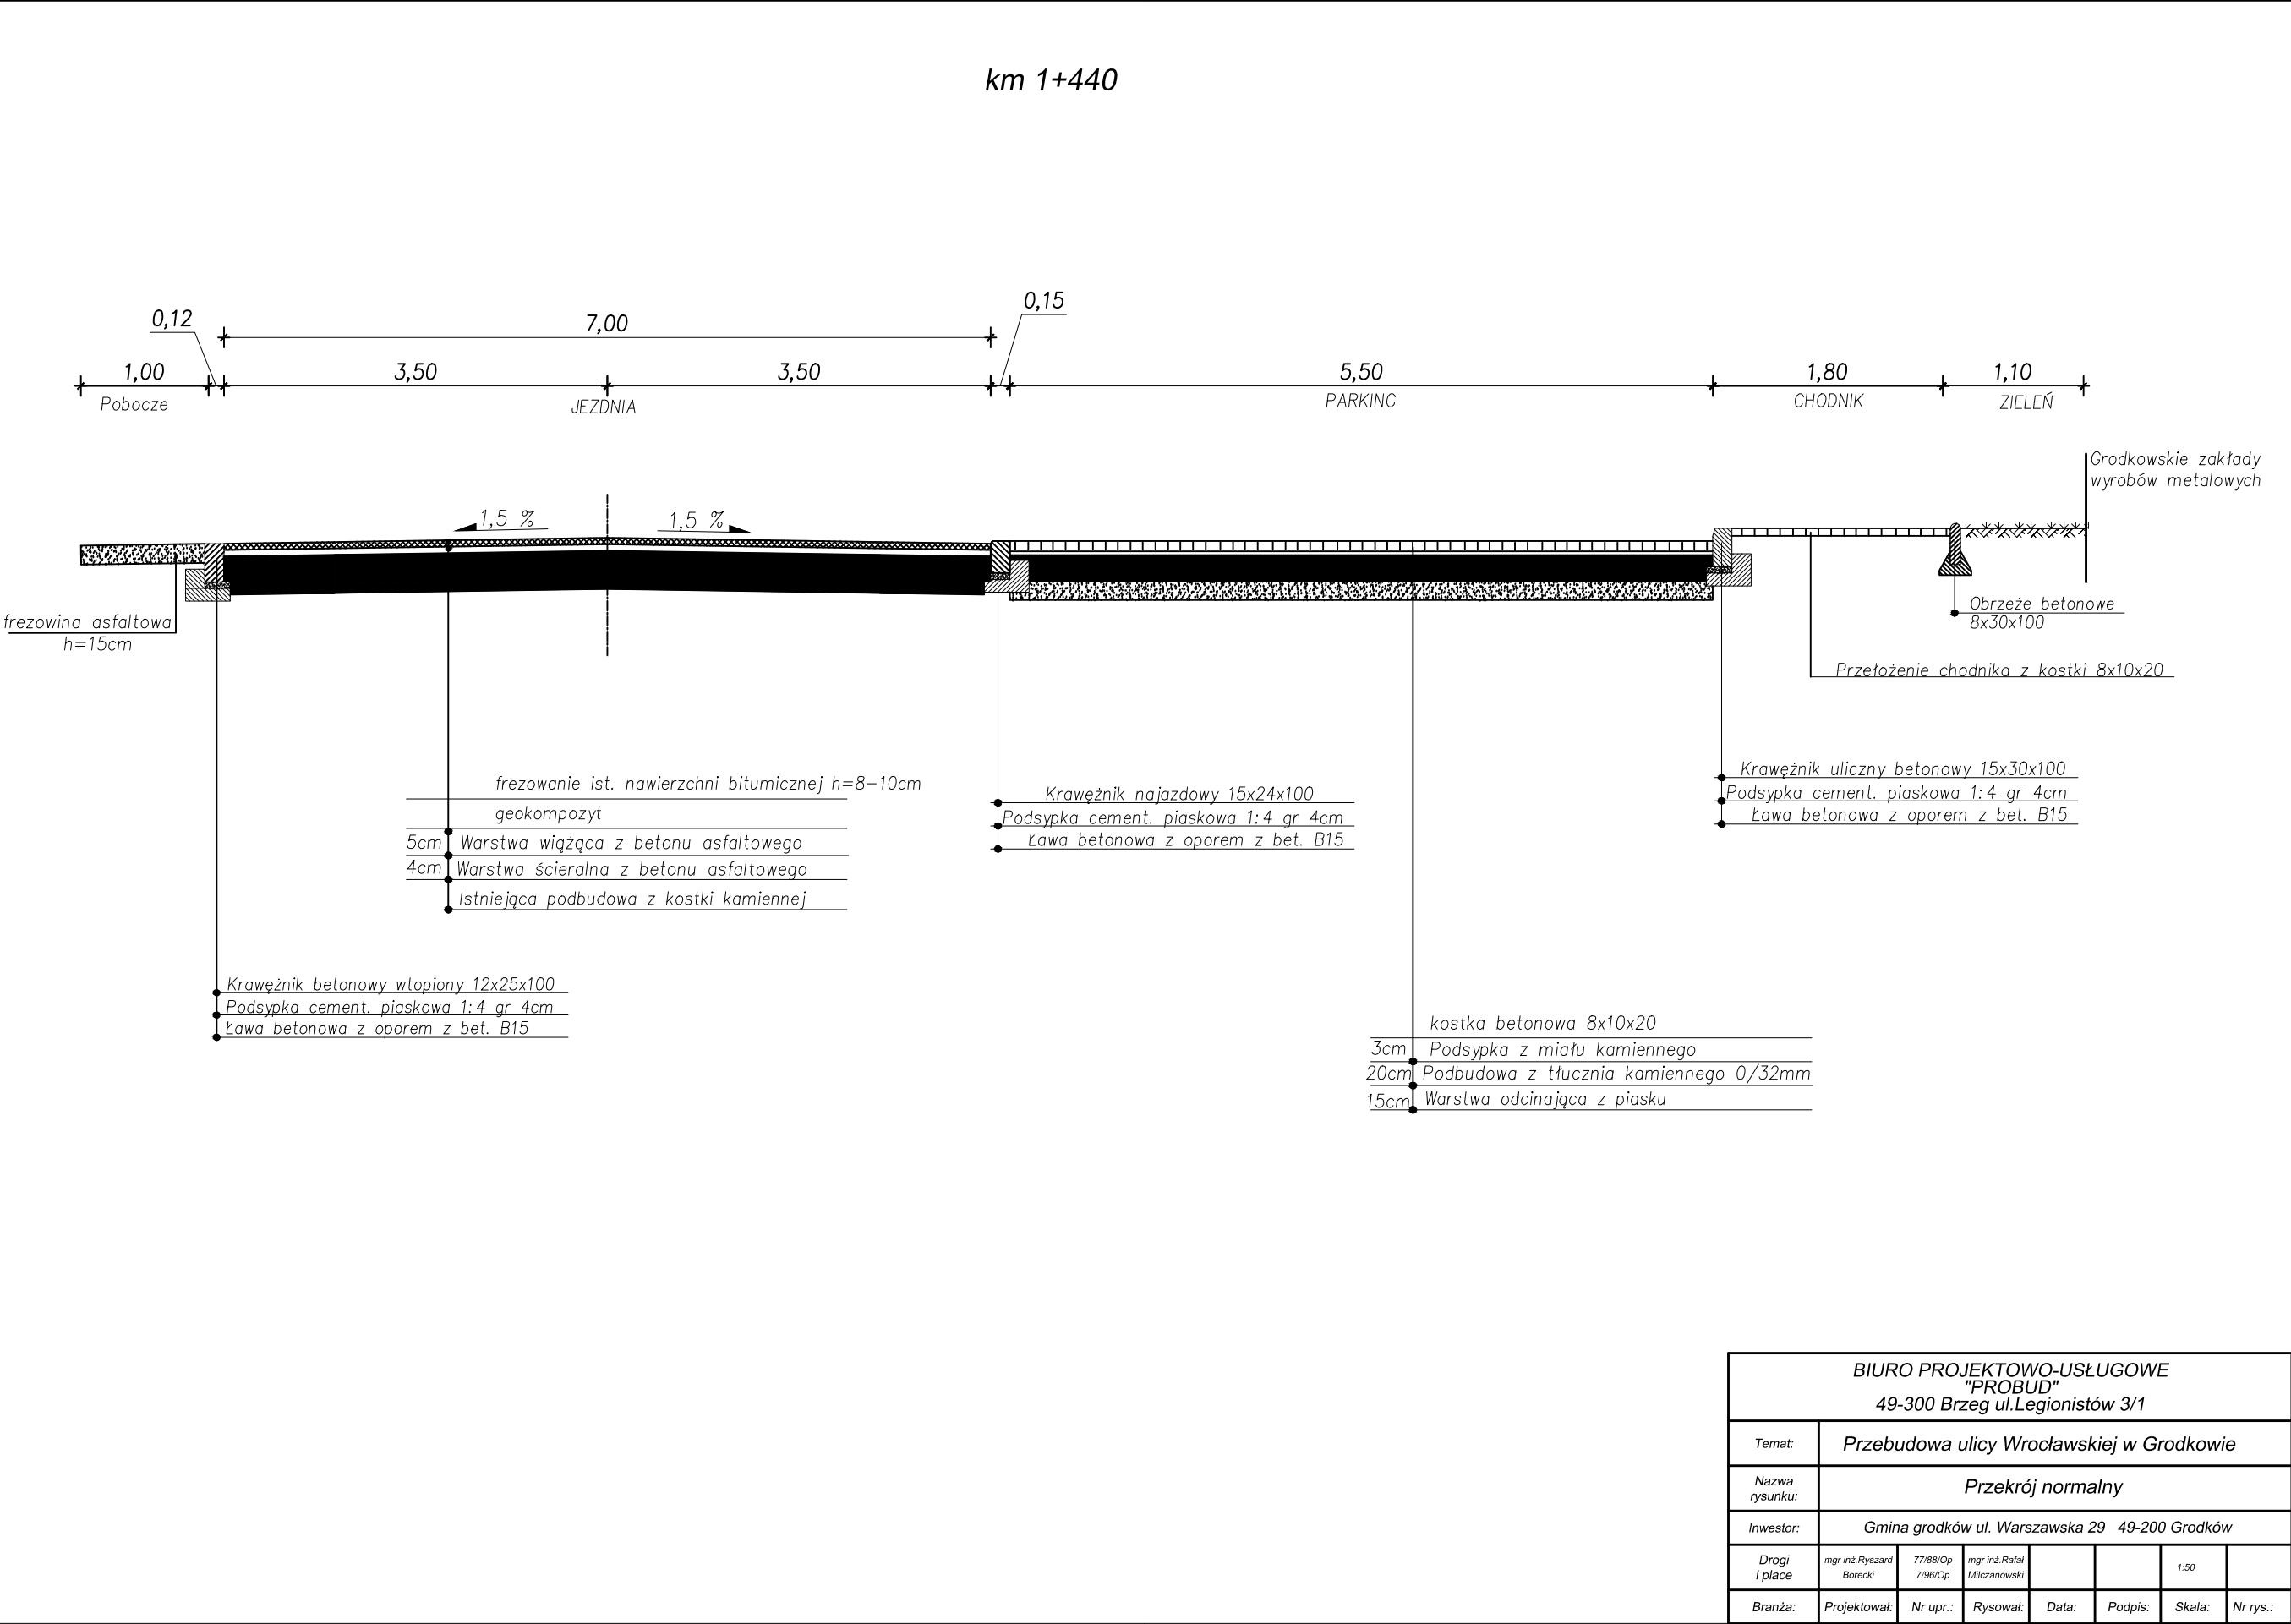 km 1+440
0,15
0,12
7,00
1,00
3,50
3,50
5,50
1,80
1,10
Pobocze
JEZDNIA
PARKING
CHODNIK
ZIELEŃ
Grodkowskie zakłady
wyrobów metalowych
1,5 %
1,5 %
frezowina asfaltowa
h=15cm
Obrzeże betonowe
8x30x100
Przełożenie chodnika z kostki 8x10x20
frezowanie ist. nawierzchni bitumicznej h=8-10cm
geokompozyt
5cm Warstwa wiążąca z betonu asfaltowego
4cm Warstwa ścieralna z betonu asfaltowego
Istniejąca podbudowa z kostki kamiennej
Krawężnik najazdowy 15x24x100
Podsypka cement. piaskowa 1:4 gr 4cm
Ława betonowa z oporem z bet. B15
Krawężnik uliczny betonowy 15x30x100
Podsypka cement. piaskowa 1:4 gr 4cm
Ława betonowa z oporem z bet. B15
Krawężnik betonowy wtopiony 12x25x100
Podsypka cement. piaskowa 1:4 gr 4cm
Ława betonowa z oporem z bet. B15
kostka betonowa 8x10x20
3cm Podsypka z miału kamiennego
20cm Podbudowa z tłucznia kamiennego 0/32mm
15cm Warstwa odcinająca z piasku
BIURO PROJEKTOWO-USŁUGOWE
"PROBUD"
49-300 Brzeg ul.Legionistów 3/1
Temat: Przebudowa ulicy Wrocławskiej w Grodkowie
Nazwa rysunku: Przekrój normalny
Inwestor: Gmina grodków ul. Warszawska 29 49-200 Grodków
Drogi i place mgr inż.Ryszard Borecki 77/88/Op 7/96/Op mgr inż.Rafał Milczanowski 1:50
Branża: Projektował: Nr upr.: Rysował: Data: Podpis: Skala: Nr rys.: